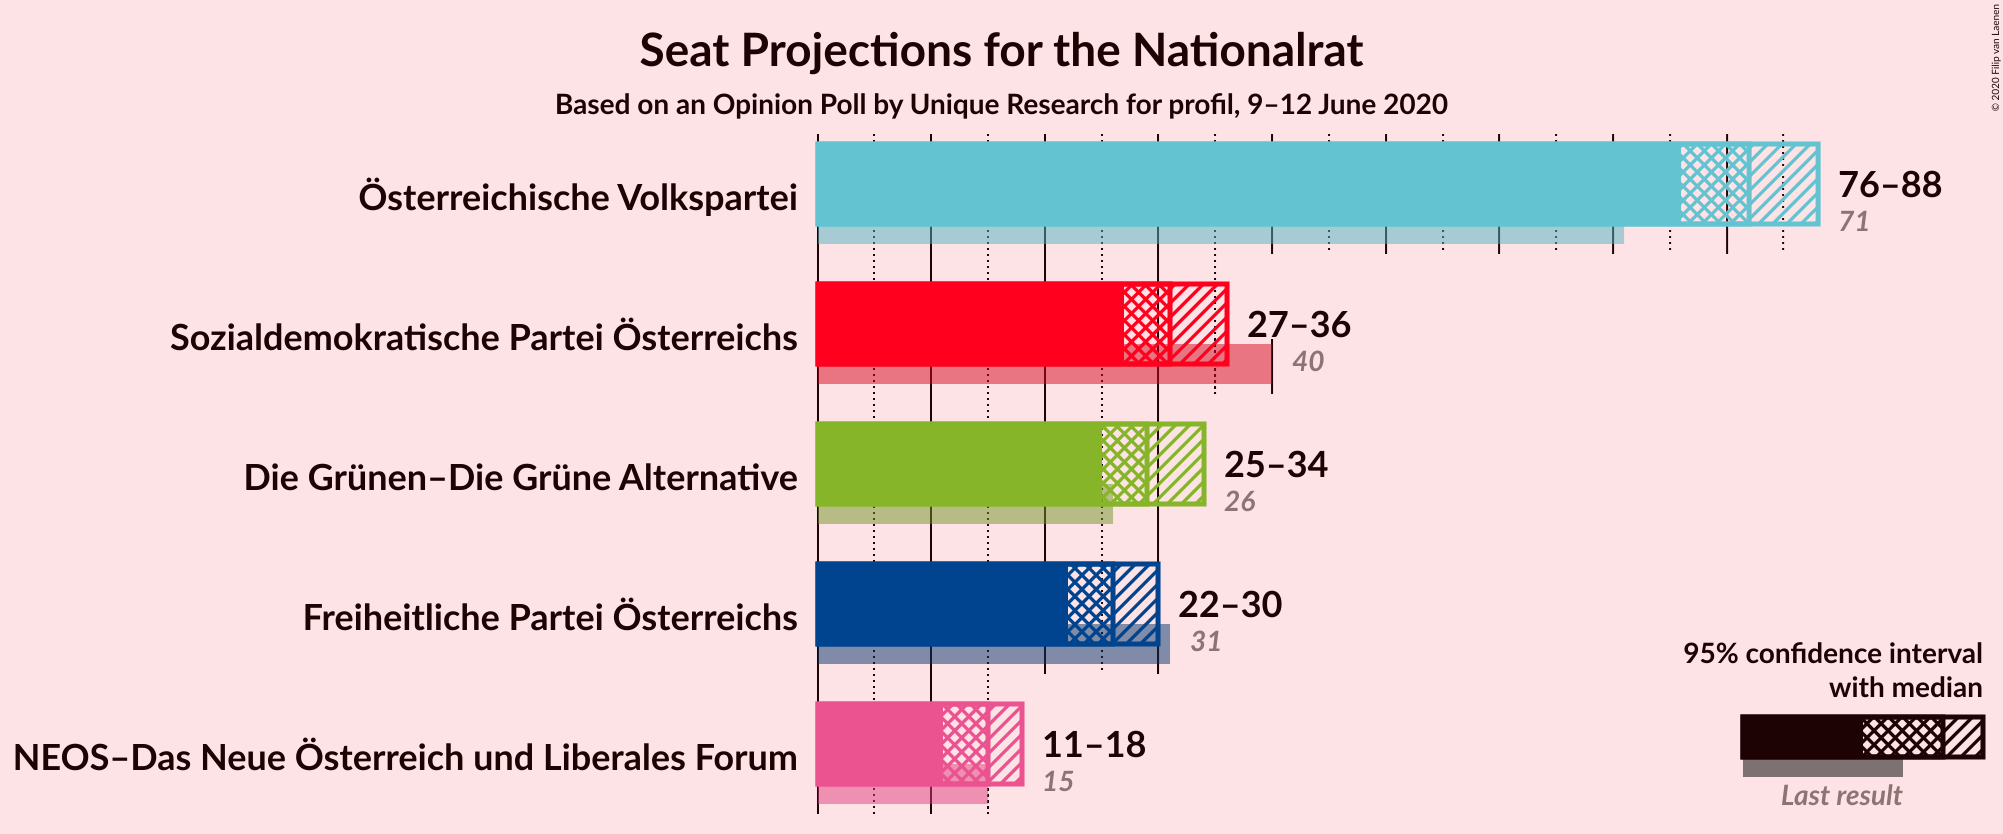 Seat Projections for the Nationalrat
Based on an Opinion Poll by Unique Research for profil, 9–12 June 2020
© 2020 Filip van Laenen
Österreichische Volkspartei
76–88
71
Sozialdemokratische Partei Österreichs
27–36
40
Die Grünen–Die Grüne Alternative
25–34
26
Freiheitliche Partei Österreichs
22–30
31
NEOS–Das Neue Österreich und Liberales Forum
11–18
15
95% confidence interval
with median
Last result